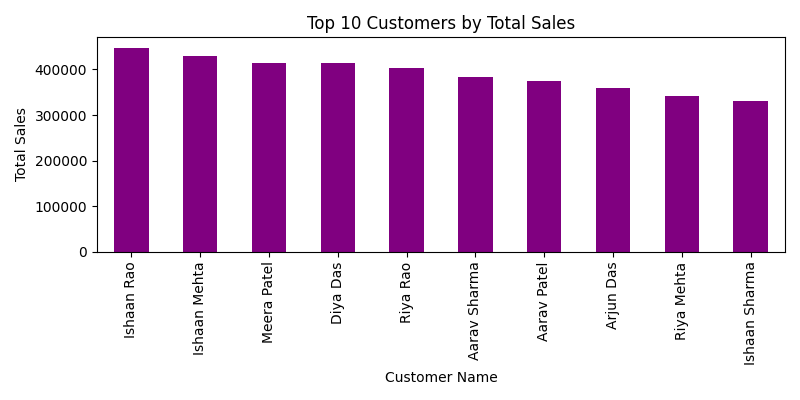 Top 10 Customers by Total Sales
Total Sales
400000
300000
200000
100000
0
Ishaan Rao
Ishaan Mehta
Meera Patel
Diya Das
Riya Rao
Aarav Sharma
Aarav Patel
Arjun Das
Riya Mehta
Ishaan Sharma
Customer Name